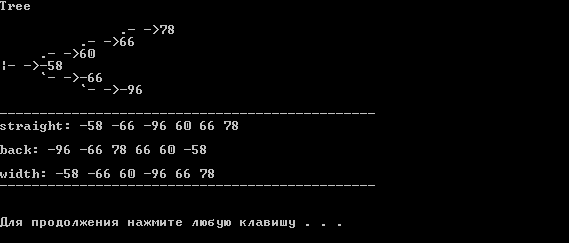 Tree
.- ->78
.- ->66
.- ->60
¦- ->-58
`- ->-66
`- ->-96
straight: -58 -66 -96 60 66 78
back: -96 -66 78 66 60 -58
width: -58 -66 60 -96 66 78
Для продолжения нажмите любую клавишу . . .